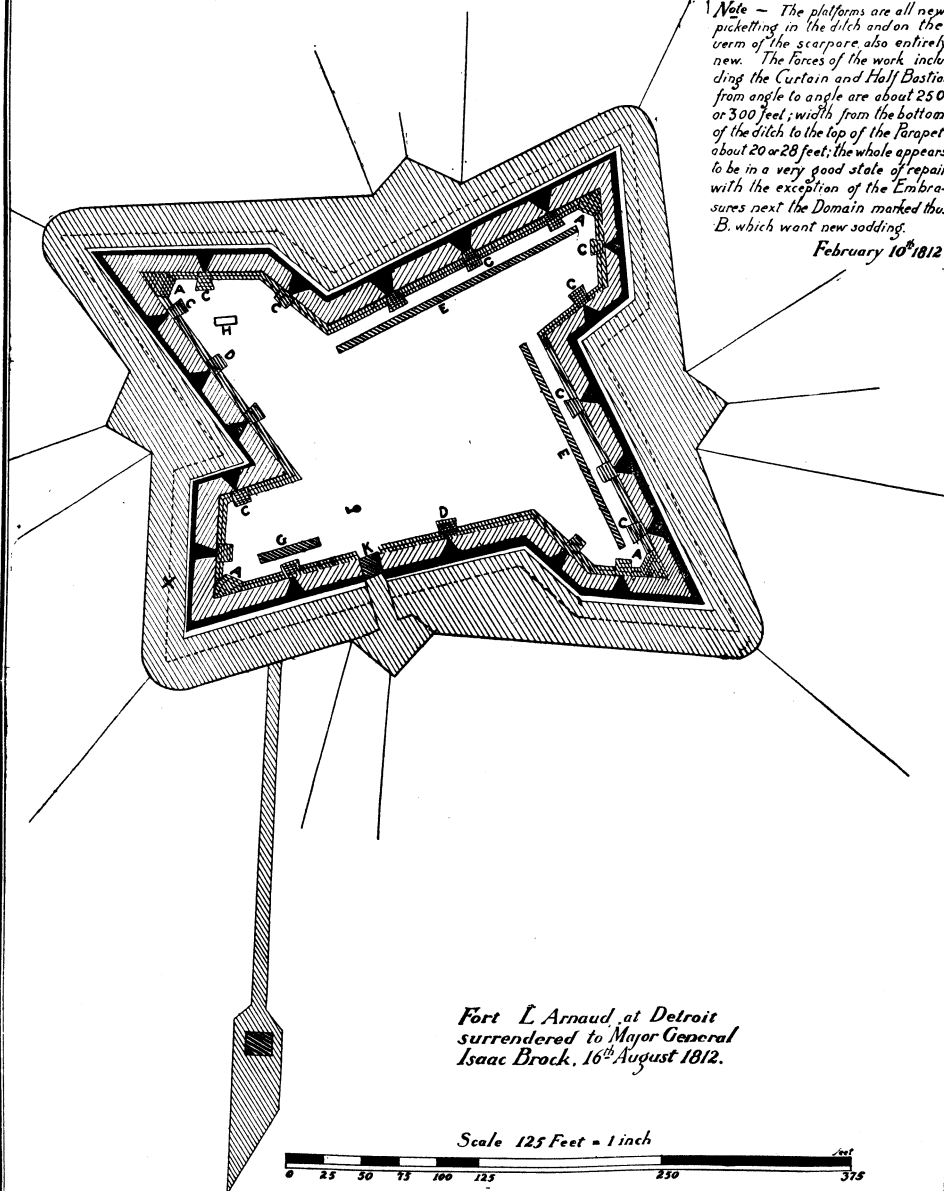 Note — The platforms are all new
picketting in the ditch and on the
verm of the scarpare, also entirely
new. The Forces of the work inclu
ding the Curtain and Half Bastio
from angle to angle are about 250
or 300 feet; width from the bottom
of the ditch to the top of the Parapet
about 20 or 28 feet; the whole appears
to be in a very good state of repair
with the exception of the Embra-
sures next the Domain marked thus
B. which want new sodding.
February 10th 1812
A
C
C
C
A
C
C
C
H
E
D
C
E
C
C
D
G
K
A
A
X
Fort L'Arnaud, at Detroit
surrendered to Major General
Isaac Brock, 16th August 1812.
Scale 125 Feet = 1 inch
feet
0 25 50 75 100 125 250 375